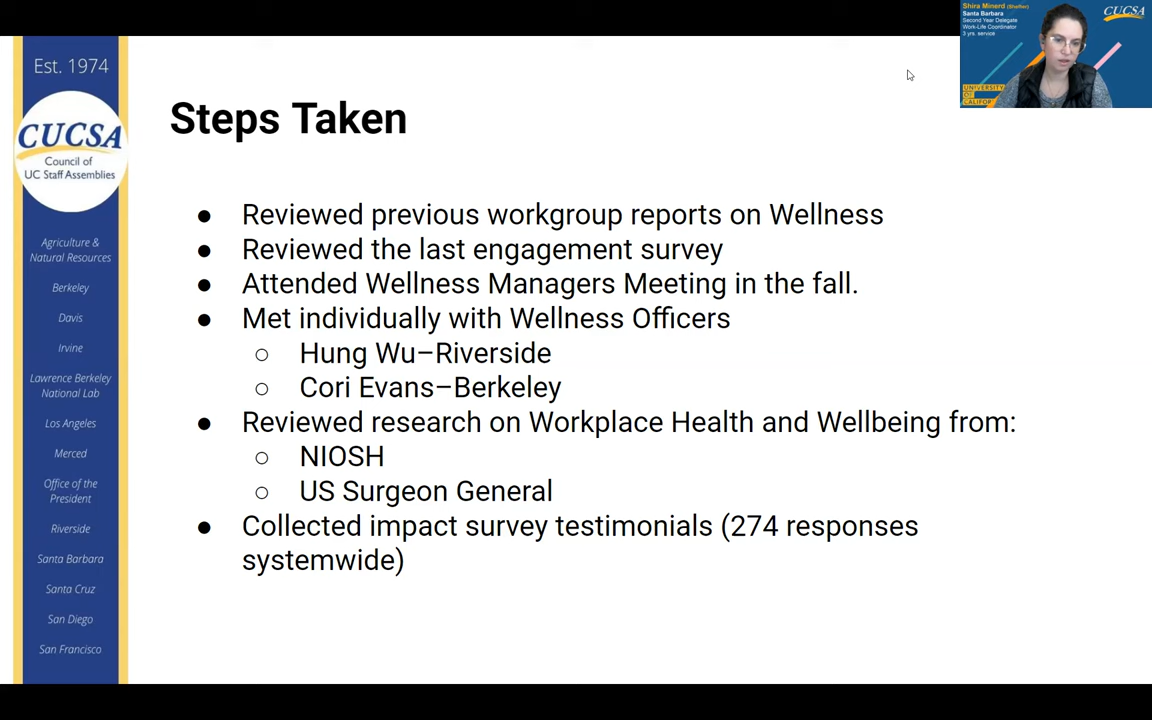 Est. 1974
CUCSA
Council of
UC Staff Assemblies
Agriculture &
Natural Resources
Berkeley
Davis
Irvine
Lawrence Berkeley
National Lab
Los Angeles
Merced
Office of the
President
Riverside
Santa Barbara
Santa Cruz
San Diego
San Francisco
Steps Taken
● Reviewed previous workgroup reports on Wellness
● Reviewed the last engagement survey
● Attended Wellness Managers Meeting in the fall.
● Met individually with Wellness Officers
○ Hung Wu–Riverside
○ Cori Evans–Berkeley
● Reviewed research on Workplace Health and Wellbeing from:
○ NIOSH
○ US Surgeon General
● Collected impact survey testimonials (274 responses
systemwide)
Shira Minerd (She/Her)
Santa Barbara
Second Year Delegate
Work-Life Coordinator
3 yrs. service
CUCSA
UNIVERSITY
OF
CALIFOR